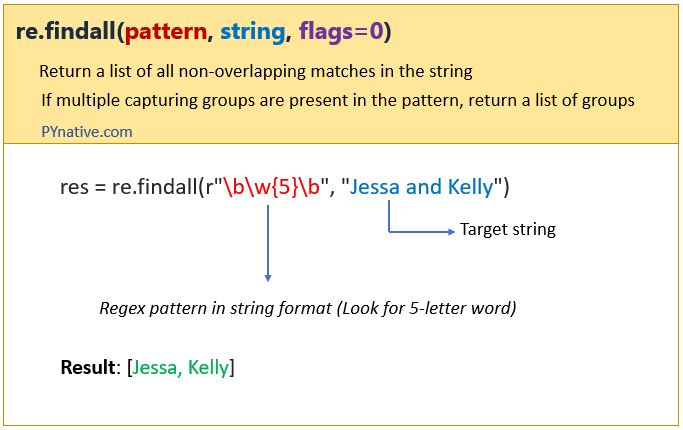 re.findall(pattern, string, flags=0)
Return a list of all non-overlapping matches in the string
If multiple capturing groups are present in the pattern, return a list of groups
PYnative.com
res = re.findall(r"\b\w{5}\b", "Jessa and Kelly")
Target string
Regex pattern in string format (Look for 5-letter word)
Result: [Jessa, Kelly]